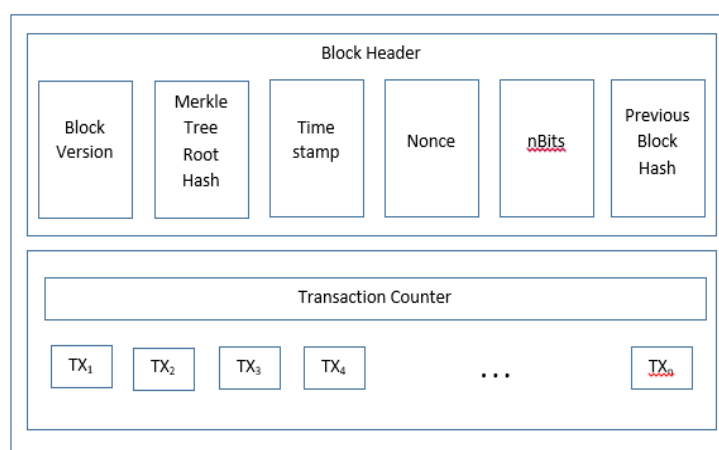 Block Header
Block
Version
Merkle
Tree
Root
Hash
Time
stamp
Nonce
nBits
Previous
Block
Hash
Transaction Counter
TX₁ TX₂ TX₃ TX₄ ... TXₙ